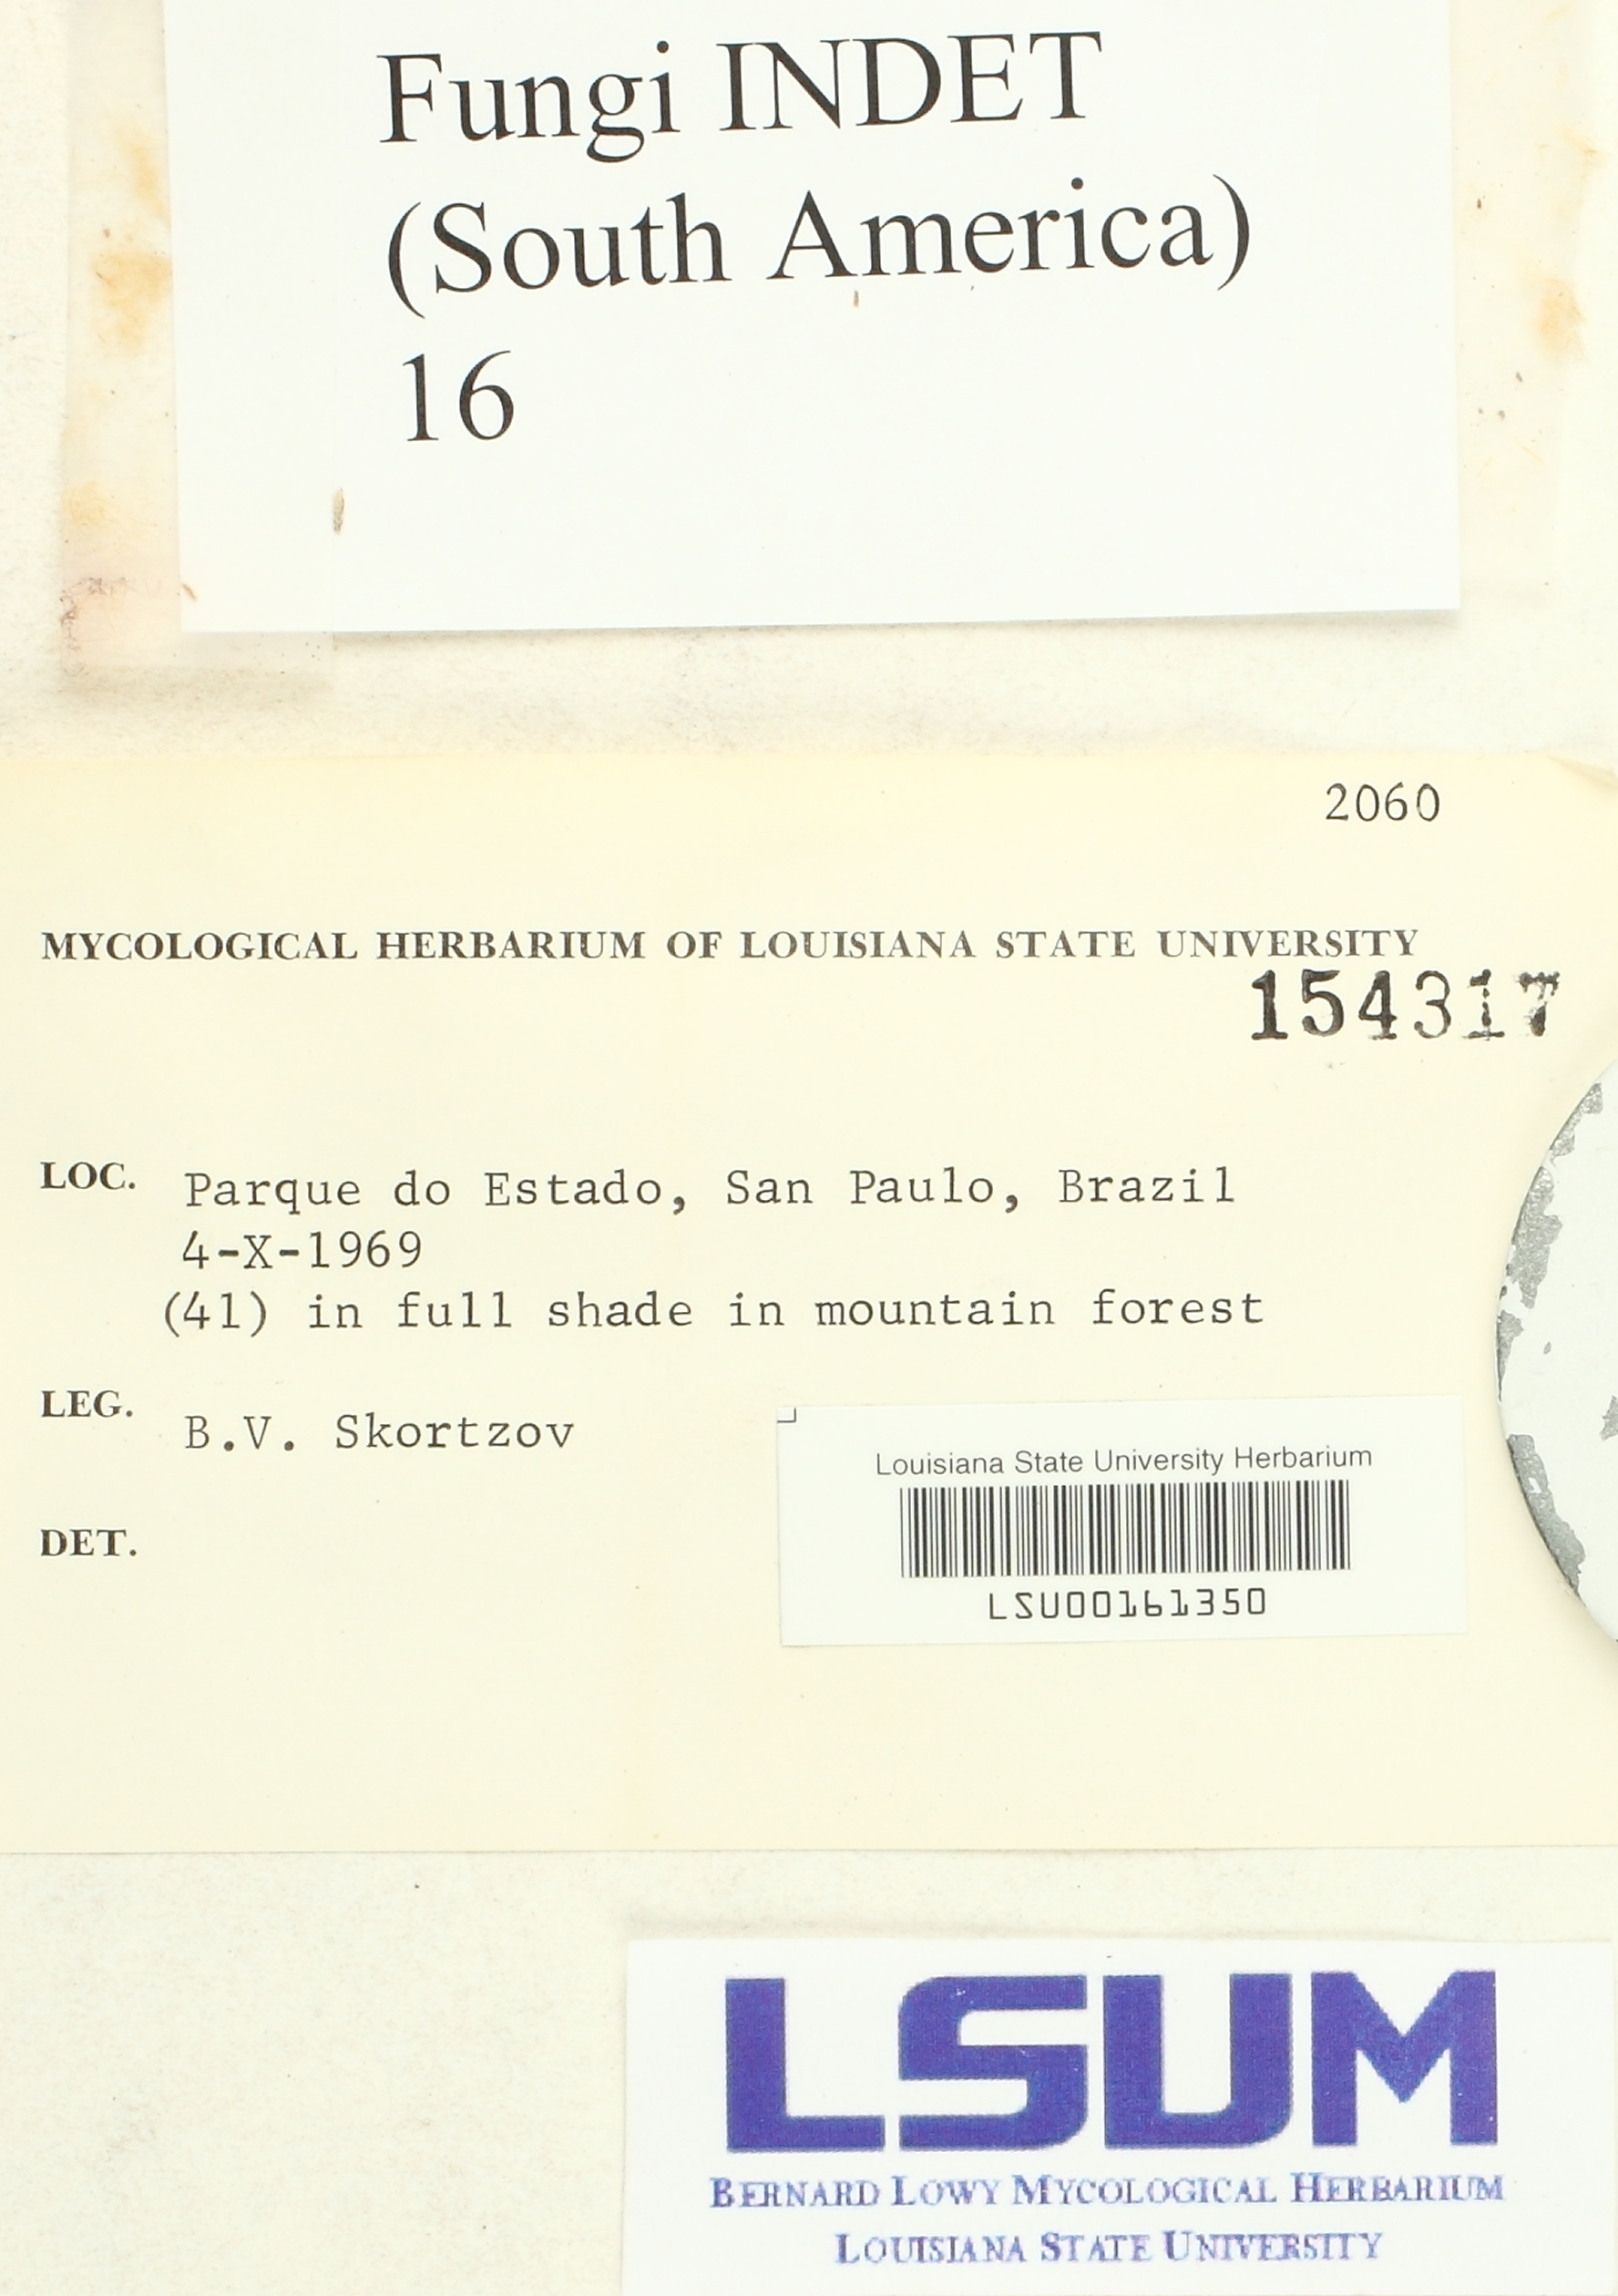 Fungi INDET
(South America)
16
2060
MYCOLOGICAL HERBARIUM OF LOUISIANA STATE UNIVERSITY
154317
LOC. Parque do Estado, San Paulo, Brazil
4-X-1969
(41) in full shade in mountain forest
LEG. B.V. Skortzov
DET.
Louisiana State University Herbarium
LSU00161350
LSUM
BERNARD LOWY MYCOLOGICAL HERBARIUM
LOUISIANA STATE UNIVERSITY